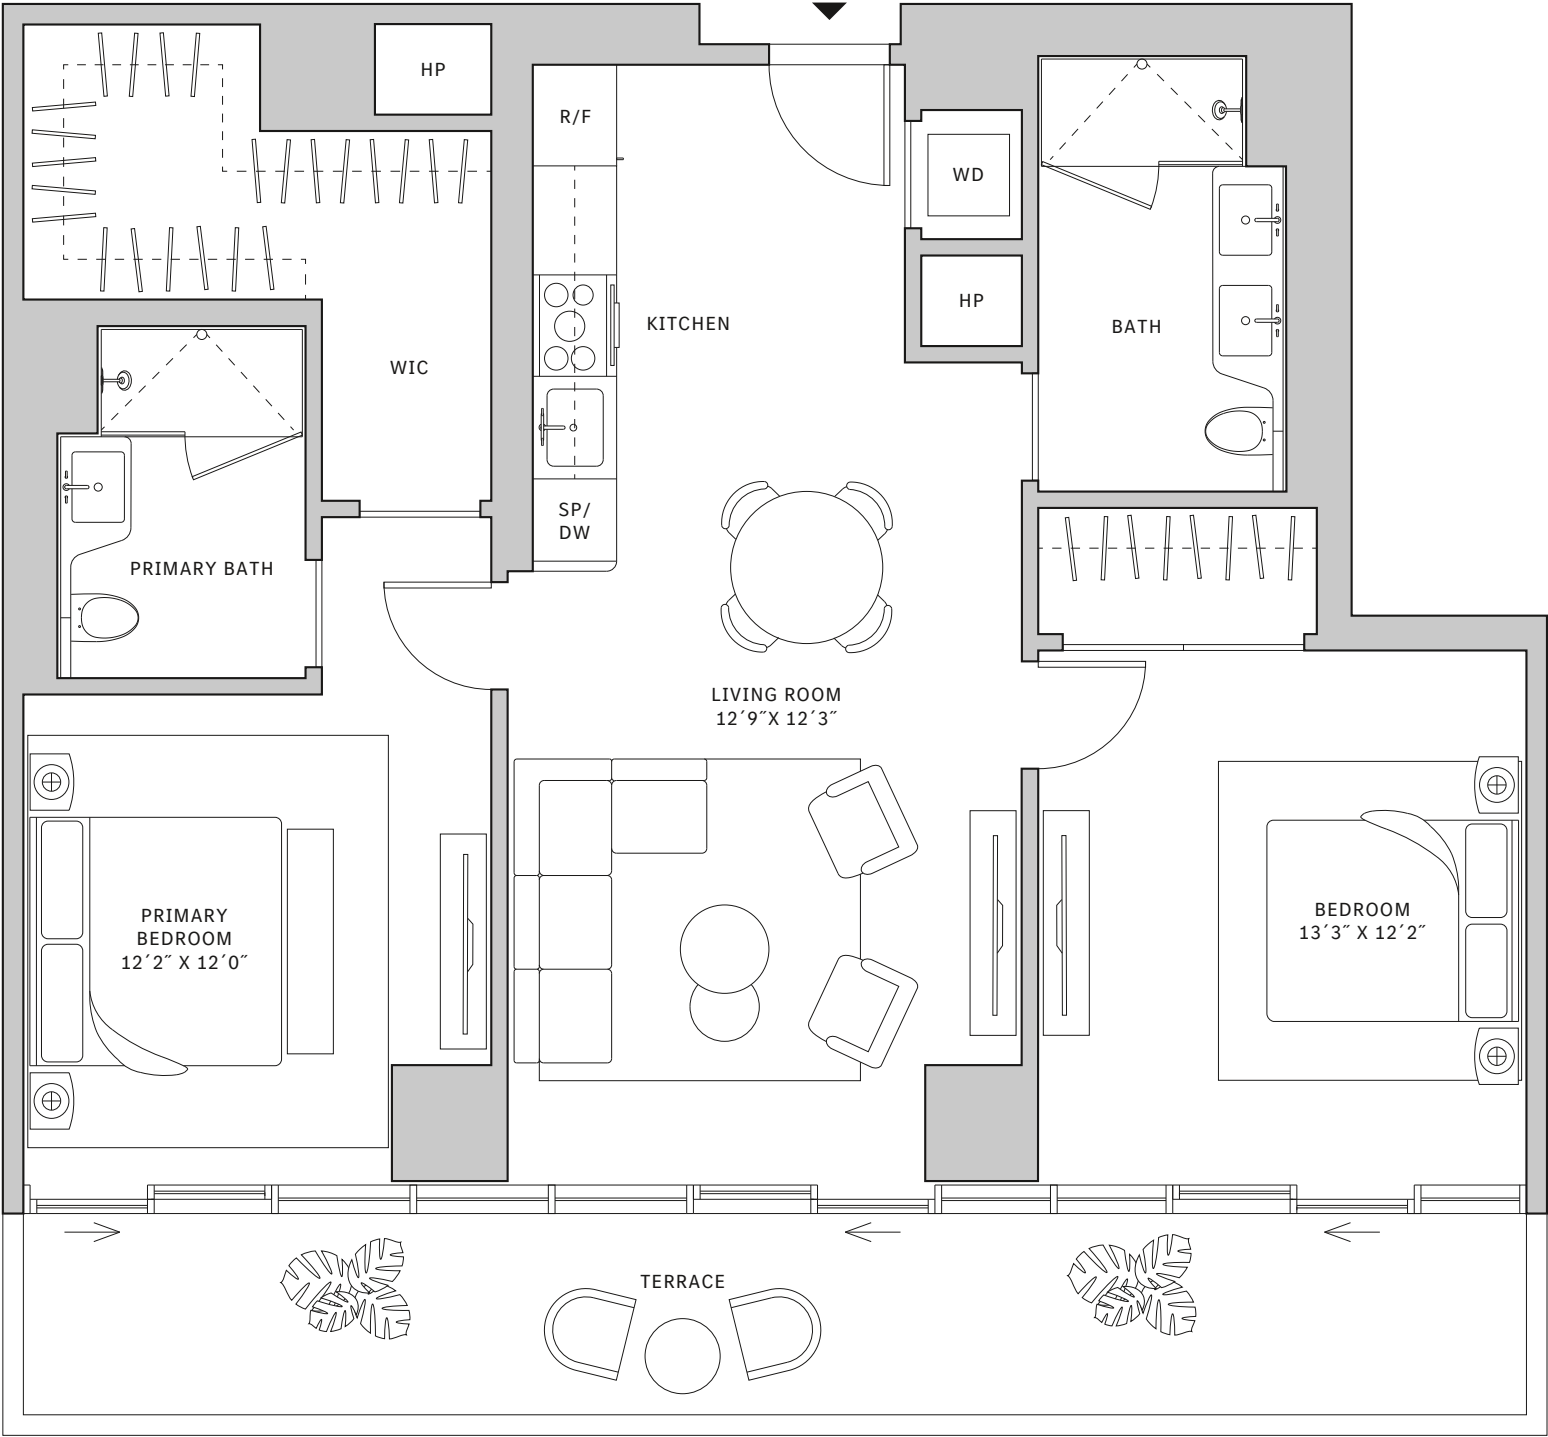 HP
R/F
WD
HP
KITCHEN
BATH
WIC
SP/
DW
PRIMARY BATH
LIVING ROOM
12´9˝X 12´3˝
PRIMARY
BEDROOM
12´2˝ X 12´0˝
BEDROOM
13´3˝ X 12´2˝
TERRACE